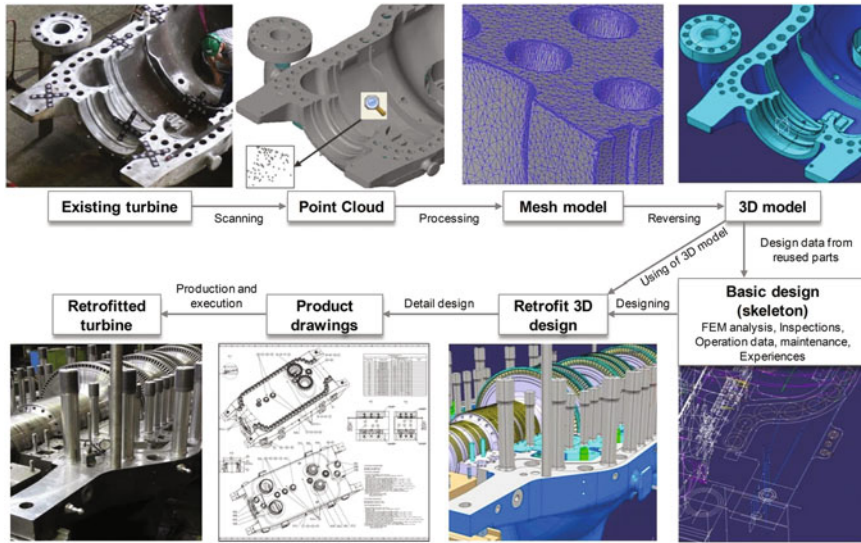 Existing turbine
Scanning
Point Cloud
Processing
Mesh model
Reversing
3D model
Using of 3D model
Design data from
reused parts
Retrofitted
turbine
Production and
execution
Product
drawings
Detail design
Retrofit 3D
design
Designing
Basic design
(skeleton)
FEM analysis, Inspections,
Operation data, maintenance,
Experiences